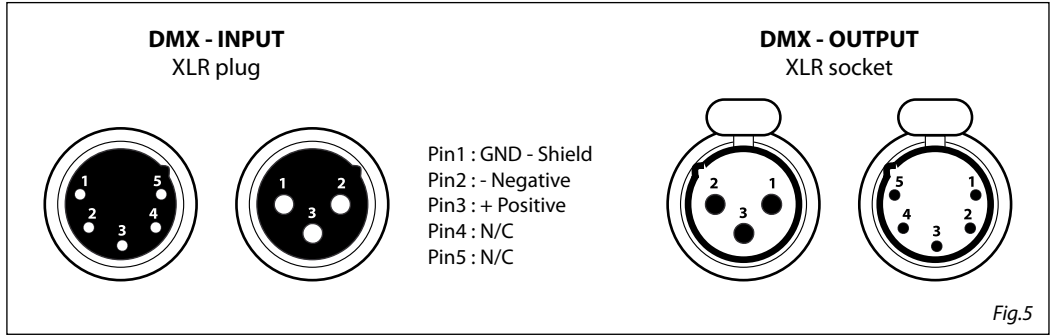 DMX - INPUT
XLR plug
DMX - OUTPUT
XLR socket
1
5
2
4
3
1
2
3
Pin1 : GND - Shield
Pin2 : - Negative
Pin3 : + Positive
Pin4 : N/C
Pin5 : N/C
2
1
3
5
1
4
2
3
Fig.5